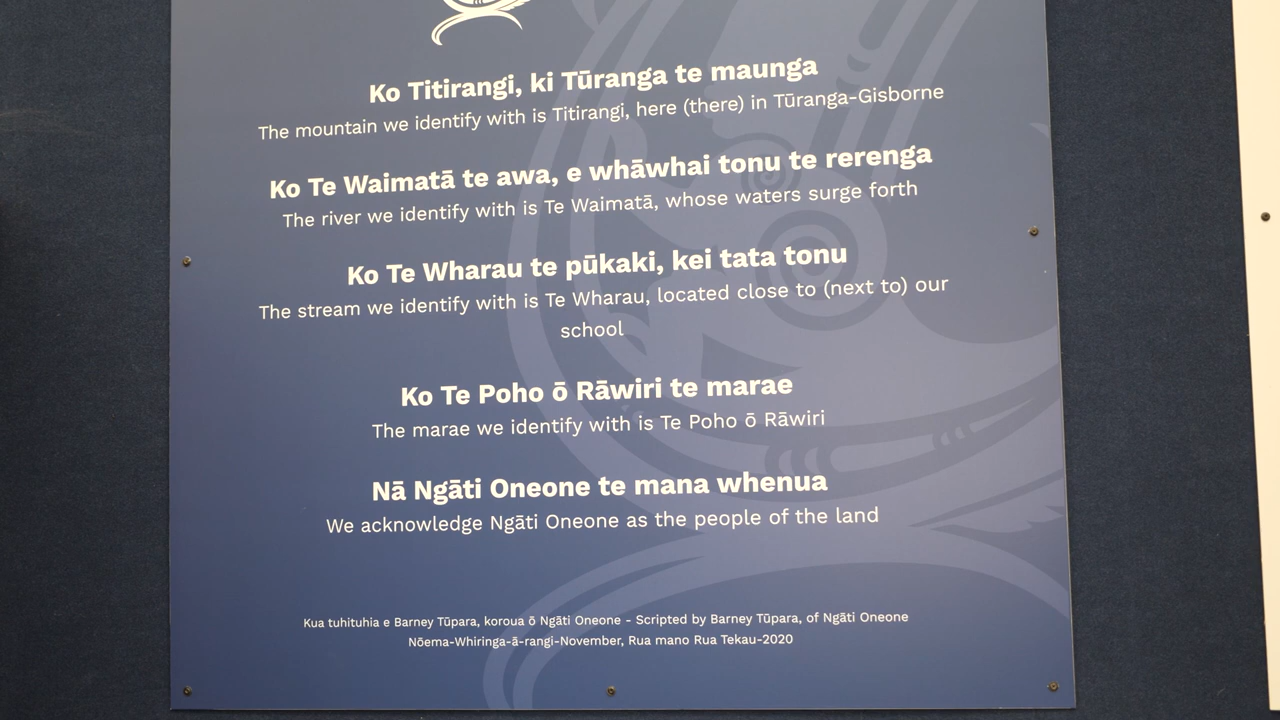 Ko Titirangi, ki Tūranga te maunga
The mountain we identify with is Titirangi, here (there) in Tūranga-Gisborne
Ko Te Waimatā te awa, e whāwhai tonu te rerenga
The river we identify with is Te Waimatā, whose waters surge forth
Ko Te Wharau te pūkaki, kei tata tonu
The stream we identify with is Te Wharau, located close to (next to) our
school
Ko Te Poho ō Rāwiri te marae
The marae we identify with is Te Poho ō Rāwiri
Nā Ngāti Oneone te mana whenua
We acknowledge Ngāti Oneone as the people of the land
Kua tuhituhia e Barney Tūpara, koroua ō Ngāti Oneone - Scripted by Barney Tūpara, of Ngāti Oneone
Nōema-Whiringa-ā-rangi-November, Rua mano Rua Tekau-2020